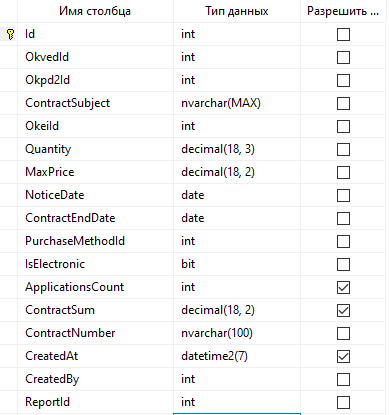 Имя столбца Тип данных Разрешить ...
Id int
OkvedId int
Okpd2Id int
ContractSubject nvarchar(MAX)
OkeiId int
Quantity decimal(18, 3)
MaxPrice decimal(18, 2)
NoticeDate date
ContractEndDate date
PurchaseMethodId int
IsElectronic bit
ApplicationsCount int
ContractSum decimal(18, 2)
ContractNumber nvarchar(100)
CreatedAt datetime2(7)
CreatedBy int
ReportId int